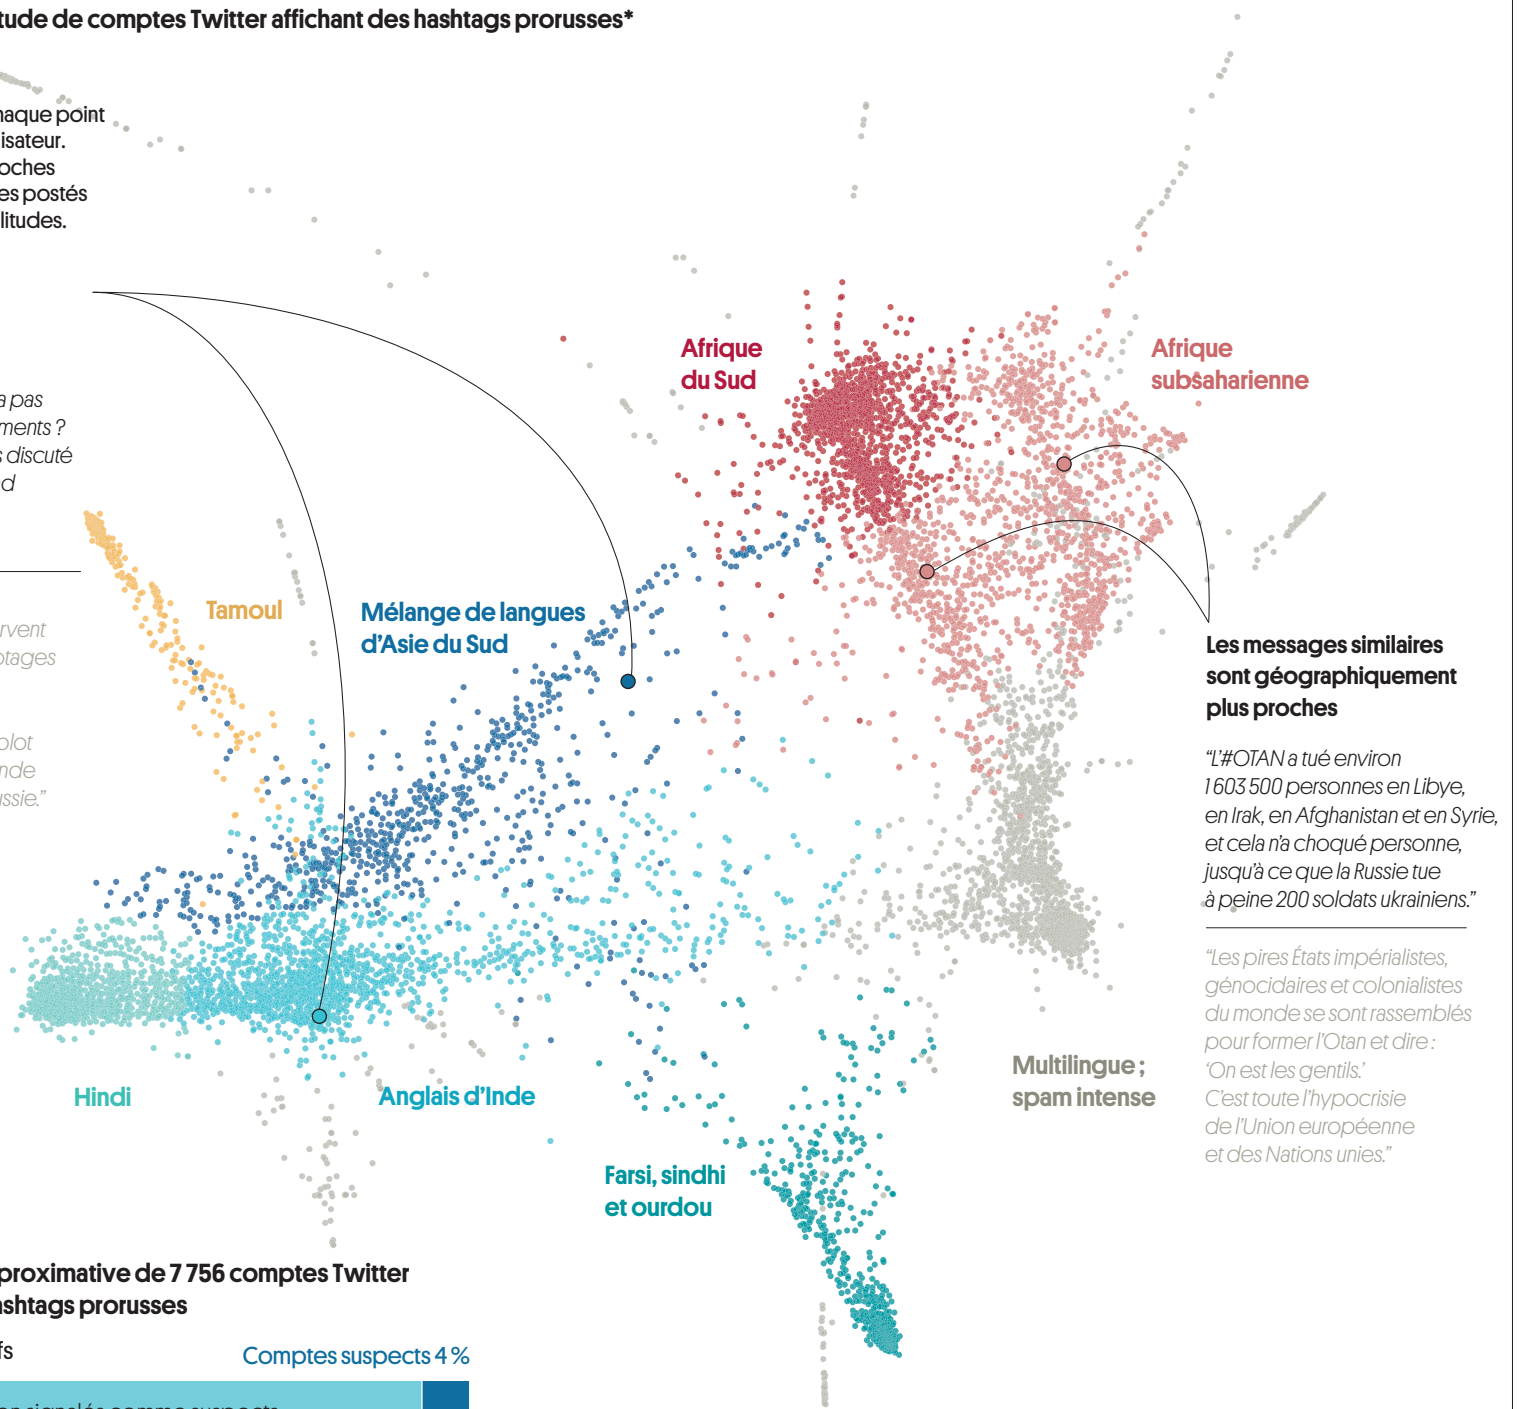 tude de comptes Twitter affichant des hashtags prorusses*
haque point
isateur.
oches
es postés
litudes.
a pas
ments ?
s discuté
d
rvent
otages
olot
nde
ussie.”
Afrique
du Sud
Afrique
subsaharienne
Tamoul
Mélange de langues
d’Asie du Sud
Les messages similaires
sont géographiquement
plus proches
“L’#OTAN a tué environ
1 603 500 personnes en Libye,
en Irak, en Afghanistan et en Syrie,
et cela n’a choqué personne,
jusqu’à ce que la Russie tue
à peine 200 soldats ukrainiens.”
“Les pires États impérialistes,
génocidaires et colonialistes
du monde se sont rassemblés
pour former l’Otan et dire :
‘On est les gentils.’
C’est toute l’hypocrisie
de l’Union européenne
et des Nations unies.”
Hindi
Anglais d’Inde
Multilingue ;
spam intense
Farsi, sindhi
et ourdou
proximative de 7 756 comptes Twitter
ashtags prorusses
fs
Comptes suspects 4 %